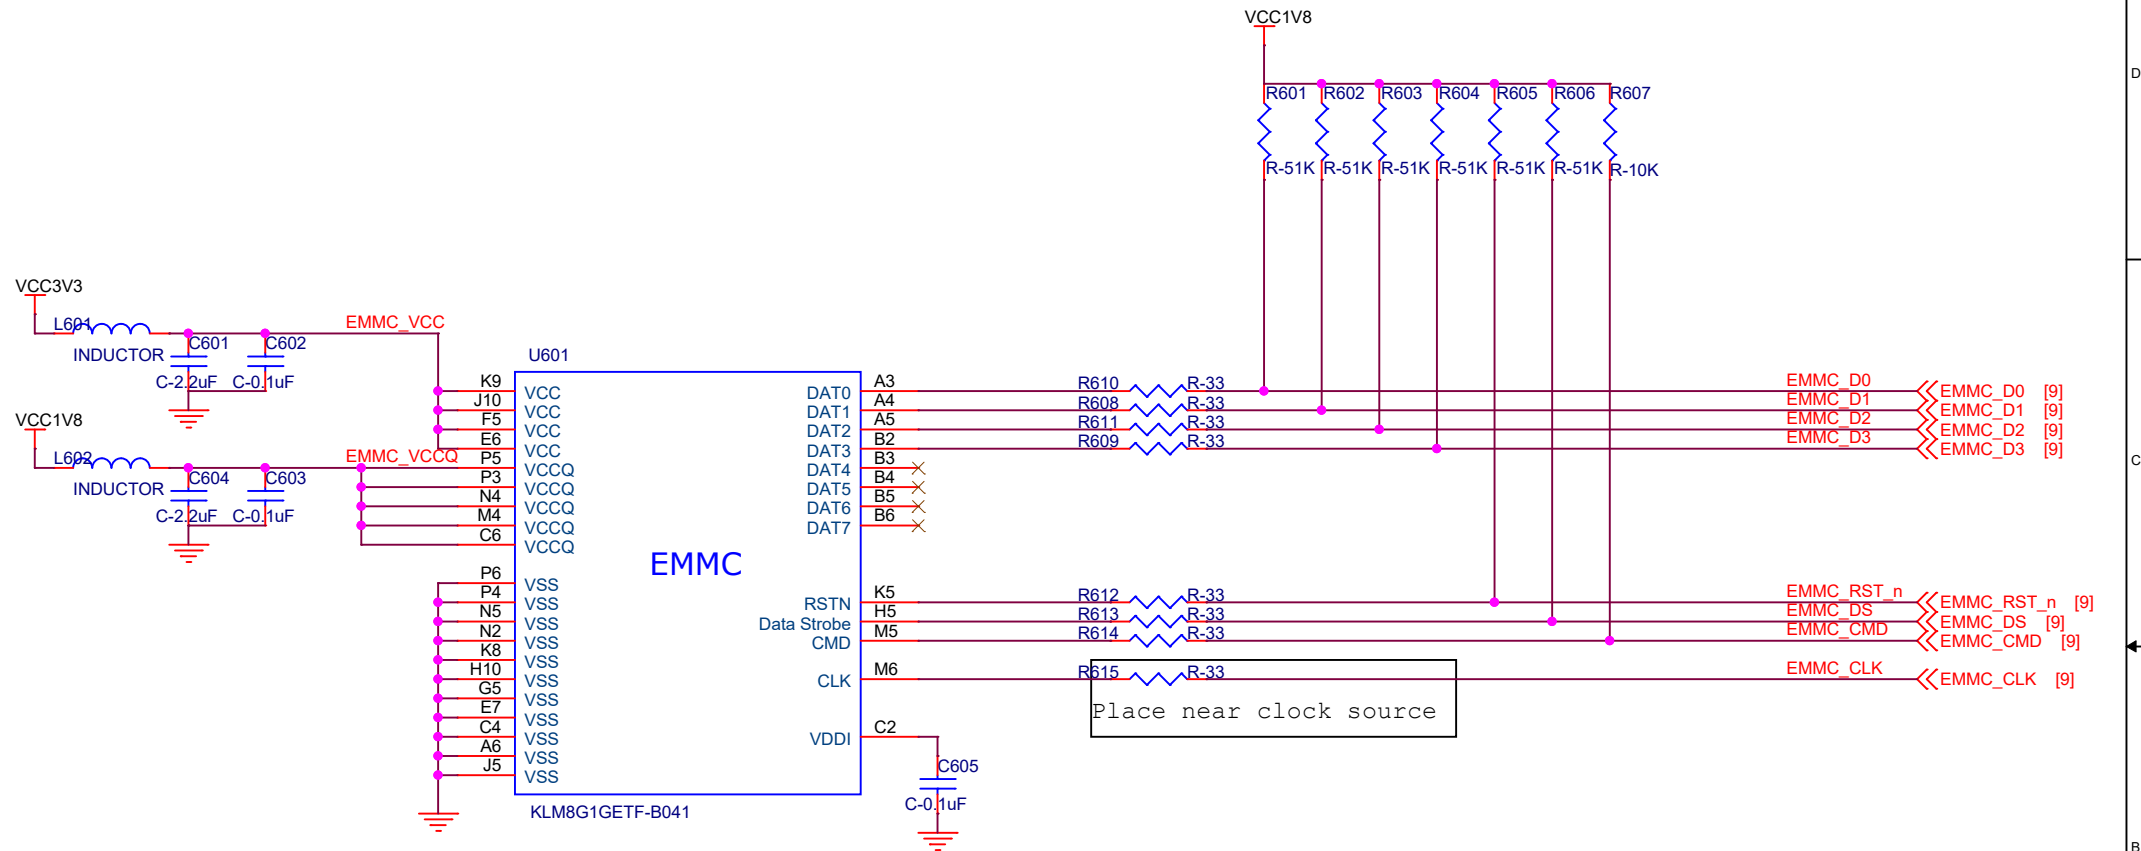 VCC1V8
D
R601 R602 R603 R604 R605 R606 R607
R-51K R-51K R-51K R-51K R-51K R-51K R-10K
VCC3V3
L601
INDUCTOR
EMMC_VCC
C601 C602
C-2.2uF C-0.1uF
VCC1V8
L602
INDUCTOR
EMMC_VCCQ
C604 C603
C-2.2uF C-0.1uF
U601
K9 VCC
J10 VCC
F5 VCC
E6 VCC
P5 VCCQ
P3 VCCQ
N4 VCCQ
M4 VCCQ
C6 VCCQ
P6 VSS
P4 VSS
N5 VSS
N2 VSS
K8 VSS
H10 VSS
G5 VSS
E7 VSS
C4 VSS
A6 VSS
J5 VSS
EMMC
KLM8G1GETF-B041
DAT0 A3 R610 R-33 EMMC_D0 EMMC_D0 [9]
DAT1 A4 R608 R-33 EMMC_D1 EMMC_D1 [9]
DAT2 A5 R611 R-33 EMMC_D2 EMMC_D2 [9]
DAT3 B2 R609 R-33 EMMC_D3 EMMC_D3 [9]
DAT4 B3
DAT5 B4
DAT6 B5
DAT7 B6
C
RSTN K5 R612 R-33 EMMC_RST_n EMMC_RST_n [9]
Data Strobe H5 R613 R-33 EMMC_DS EMMC_DS [9]
CMD M5 R614 R-33 EMMC_CMD EMMC_CMD [9]
CLK M6 R615 R-33 EMMC_CLK EMMC_CLK [9]
Place near clock source
VDDI C2
C605
C-0.1uF
B